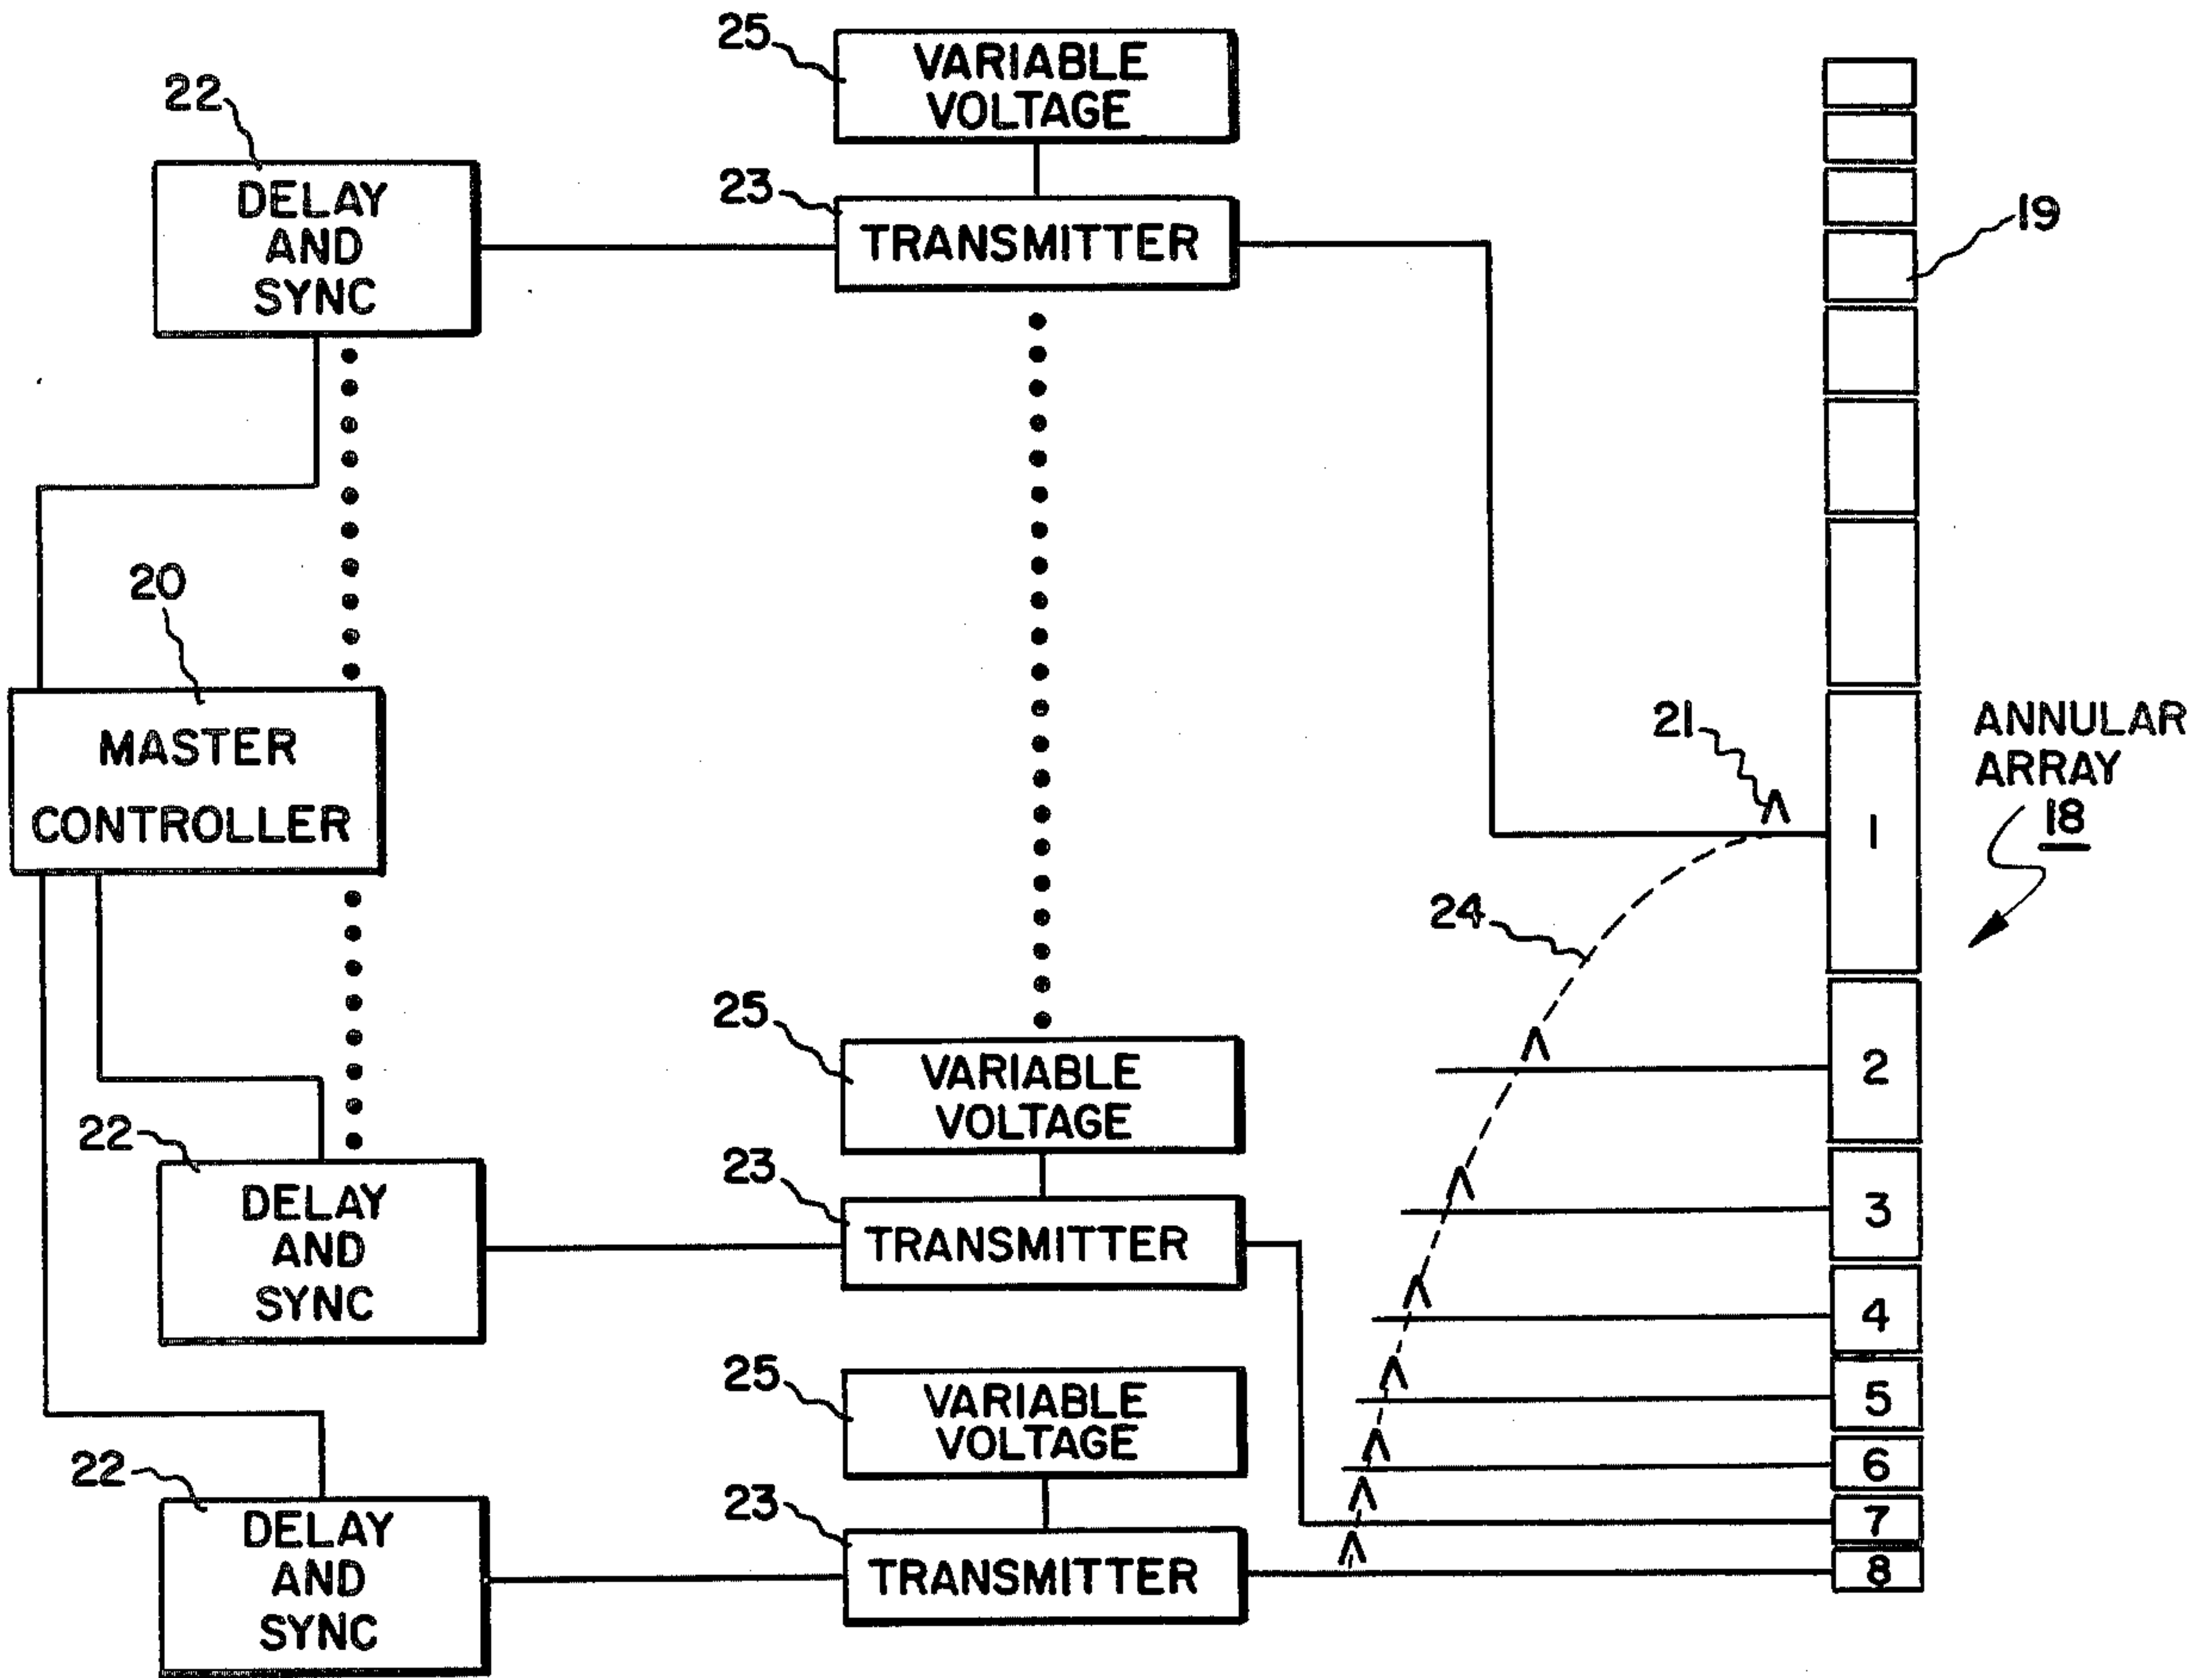 25
VARIABLE
VOLTAGE
22
DELAY
AND
SYNC
23
TRANSMITTER
19
20
MASTER
CONTROLLER
21
ANNULAR
ARRAY
18
1
24
25
VARIABLE
VOLTAGE
2
22
DELAY
AND
SYNC
23
TRANSMITTER
3
4
25
VARIABLE
VOLTAGE
5
6
22
DELAY
AND
SYNC
23
TRANSMITTER
7
8